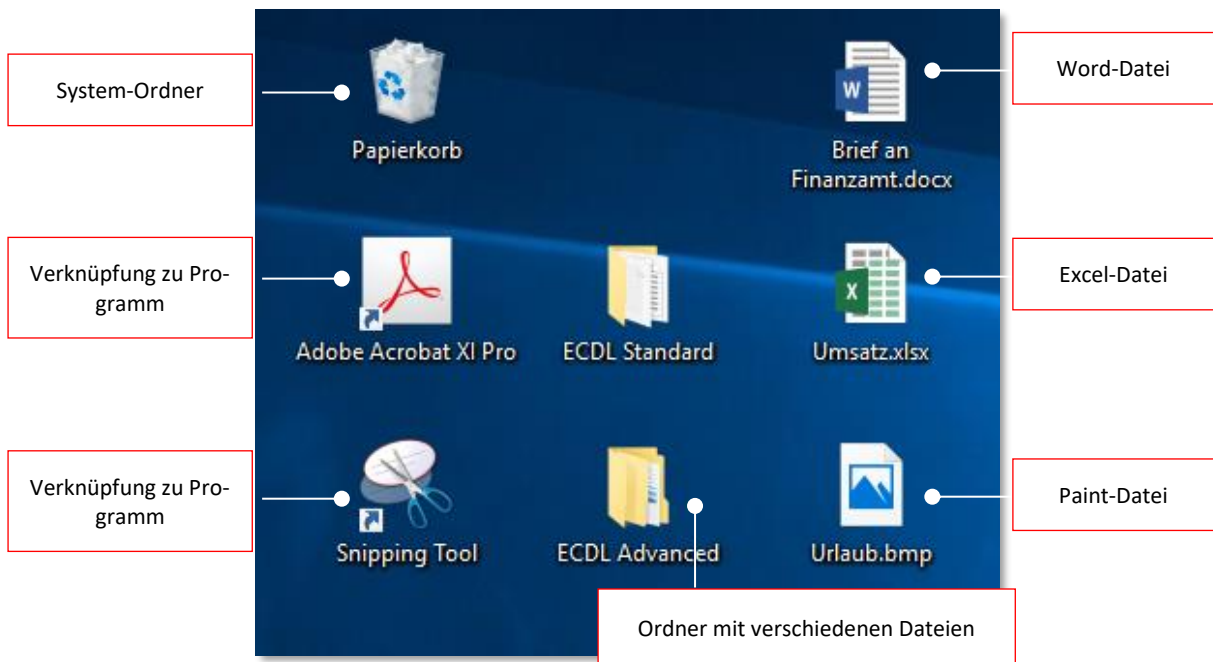 System-Ordner
Papierkorb
Brief an
Finanzamt.docx
Word-Datei
Verknüpfung zu Pro-
gramm
Adobe Acrobat XI Pro
ECDL Standard
Umsatz.xlsx
Excel-Datei
Verknüpfung zu Pro-
gramm
Snipping Tool
ECDL Advanced
Urlaub.bmp
Paint-Datei
Ordner mit verschiedenen Dateien